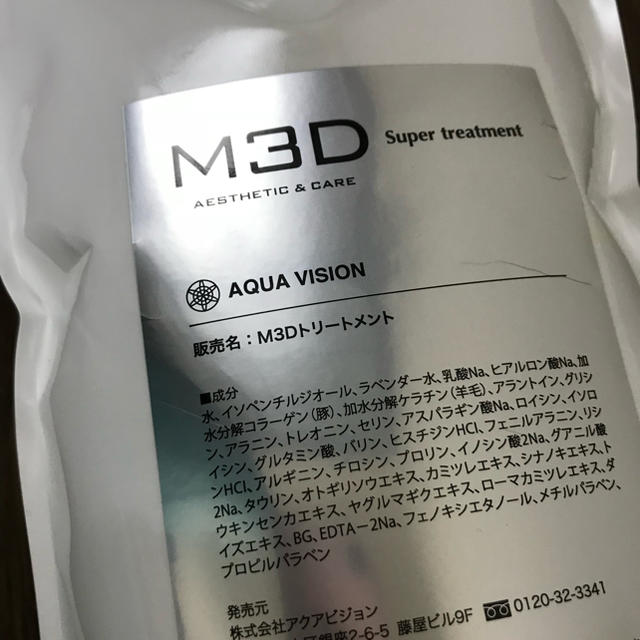 M3D Super treatment
AESTHETIC & CARE
AQUA VISION
販売名：M3Dトリートメント
■成分
水、イソペンチルジオール、ラベンダー水、乳酸Na、ヒアルロン酸Na、加
水分解コラーゲン（豚）、加水分解ケラチン（羊毛）、アラントイン、グリシ
ン、アラニン、トレオニン、セリン、アスパラギン酸Na、ロイシン、イソロ
イシン、グルタミン酸、バリン、ヒスチジンHCl、フェニルアラニン、リシ
ンHCl、アルギニン、チロシン、プロリン、イノシン酸2Na、グアニル酸
2Na、タウリン、オトギリソウエキス、カミツレエキス、シナノキエキス、ト
ウキンセンカエキス、ヤグルマギクエキス、ローマカミツレエキス、ダ
イズエキス、BG、EDTA－2Na、フェノキシエタノール、メチルパラベン、
プロピルパラベン
発売元
株式会社アクアビジョン
区銀座2-6-5 藤屋ビル9F 0120-32-3341